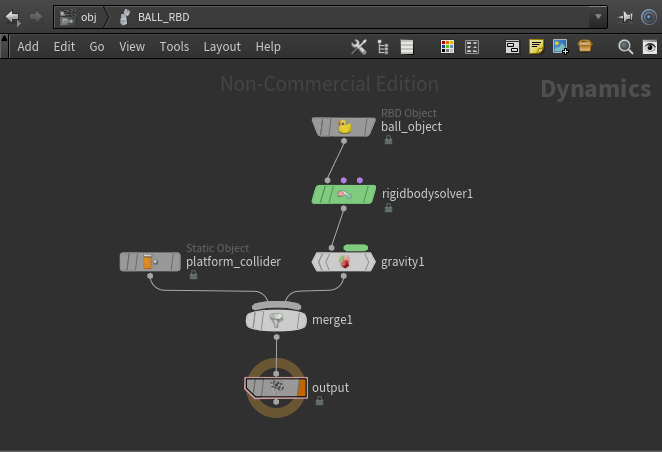 obj BALL_RBD
Add Edit Go View Tools Layout Help
Non-Commercial Edition
Dynamics
RBD Object
ball_object
rigidbodysolver1
Static Object
platform_collider
gravity1
merge1
output